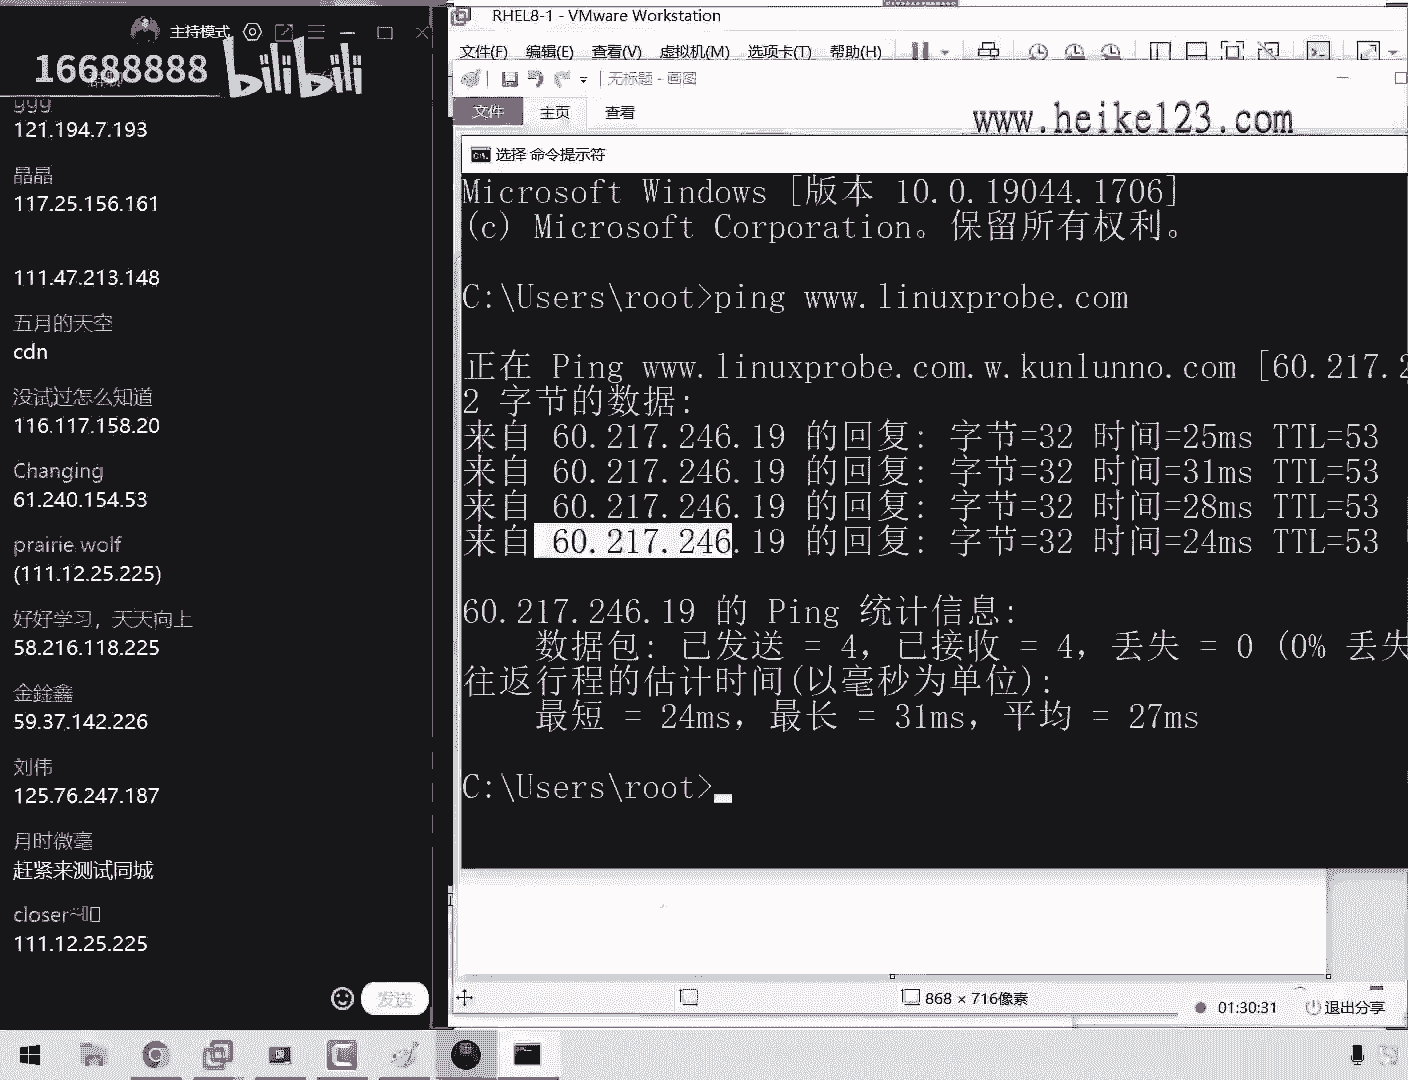 主持模式
16688888
bilibili
ggg
121.194.7.193
晶晶
117.25.156.161
111.47.213.148
五月的天空
cdn
没试过怎么知道
116.117.158.20
Changing
61.240.154.53
prairie wolf
(111.12.25.225)
好好学习，天天向上
58.216.118.225
金銓鑫
59.37.142.226
刘伟
125.76.247.187
月时微毫
赶紧来测试同城
closer
111.12.25.225
发送
RHEL8-1 - VMware Workstation
文件(F) 编辑(E) 查看(V) 虚拟机(M) 选项卡(T) 帮助(H)
无标题 - 画图
文件 主页 查看
www.heike123.com
选择 命令提示符
Microsoft Windows [版本 10.0.19044.1706]
(c) Microsoft Corporation。保留所有权利。
C:\Users\root>ping www.linuxprobe.com
正在 Ping www.linuxprobe.com.w.kunlunno.com [60.217.2
2 字节的数据:
来自 60.217.246.19 的回复: 字节=32 时间=25ms TTL=53
来自 60.217.246.19 的回复: 字节=32 时间=31ms TTL=53
来自 60.217.246.19 的回复: 字节=32 时间=28ms TTL=53
来自 60.217.246.19 的回复: 字节=32 时间=24ms TTL=53
60.217.246.19 的 Ping 统计信息:
数据包: 已发送 = 4，已接收 = 4，丢失 = 0 (0% 丢失
往返行程的估计时间(以毫秒为单位):
最短 = 24ms，最长 = 31ms，平均 = 27ms
C:\Users\root>
868 × 716像素
01:30:31 退出分享